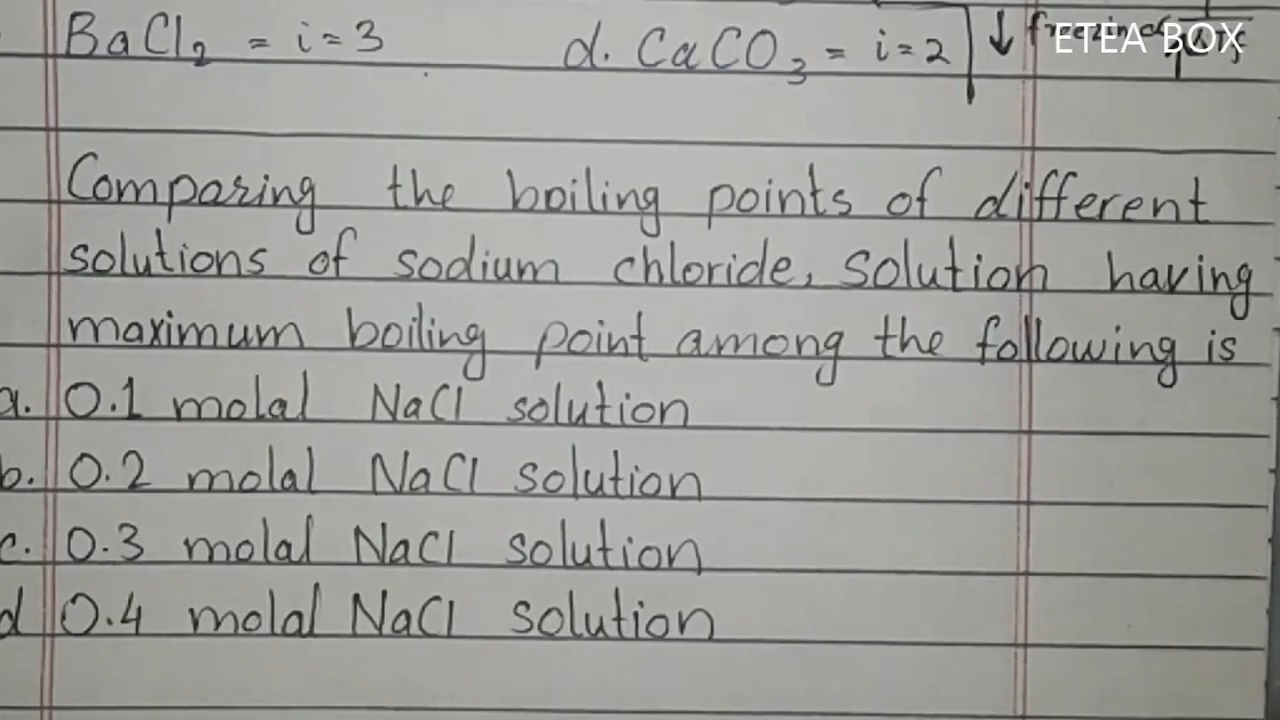 BaCl2 = i = 3 d. CaCO3 = i = 2 ↓
ETEA BOX
Comparing the boiling points of different
solutions of sodium chloride, solution having
maximum boiling point among the following is
a. 0.1 molal NaCl solution
b. 0.2 molal NaCl solution
c. 0.3 molal NaCl solution
d 0.4 molal NaCl solution